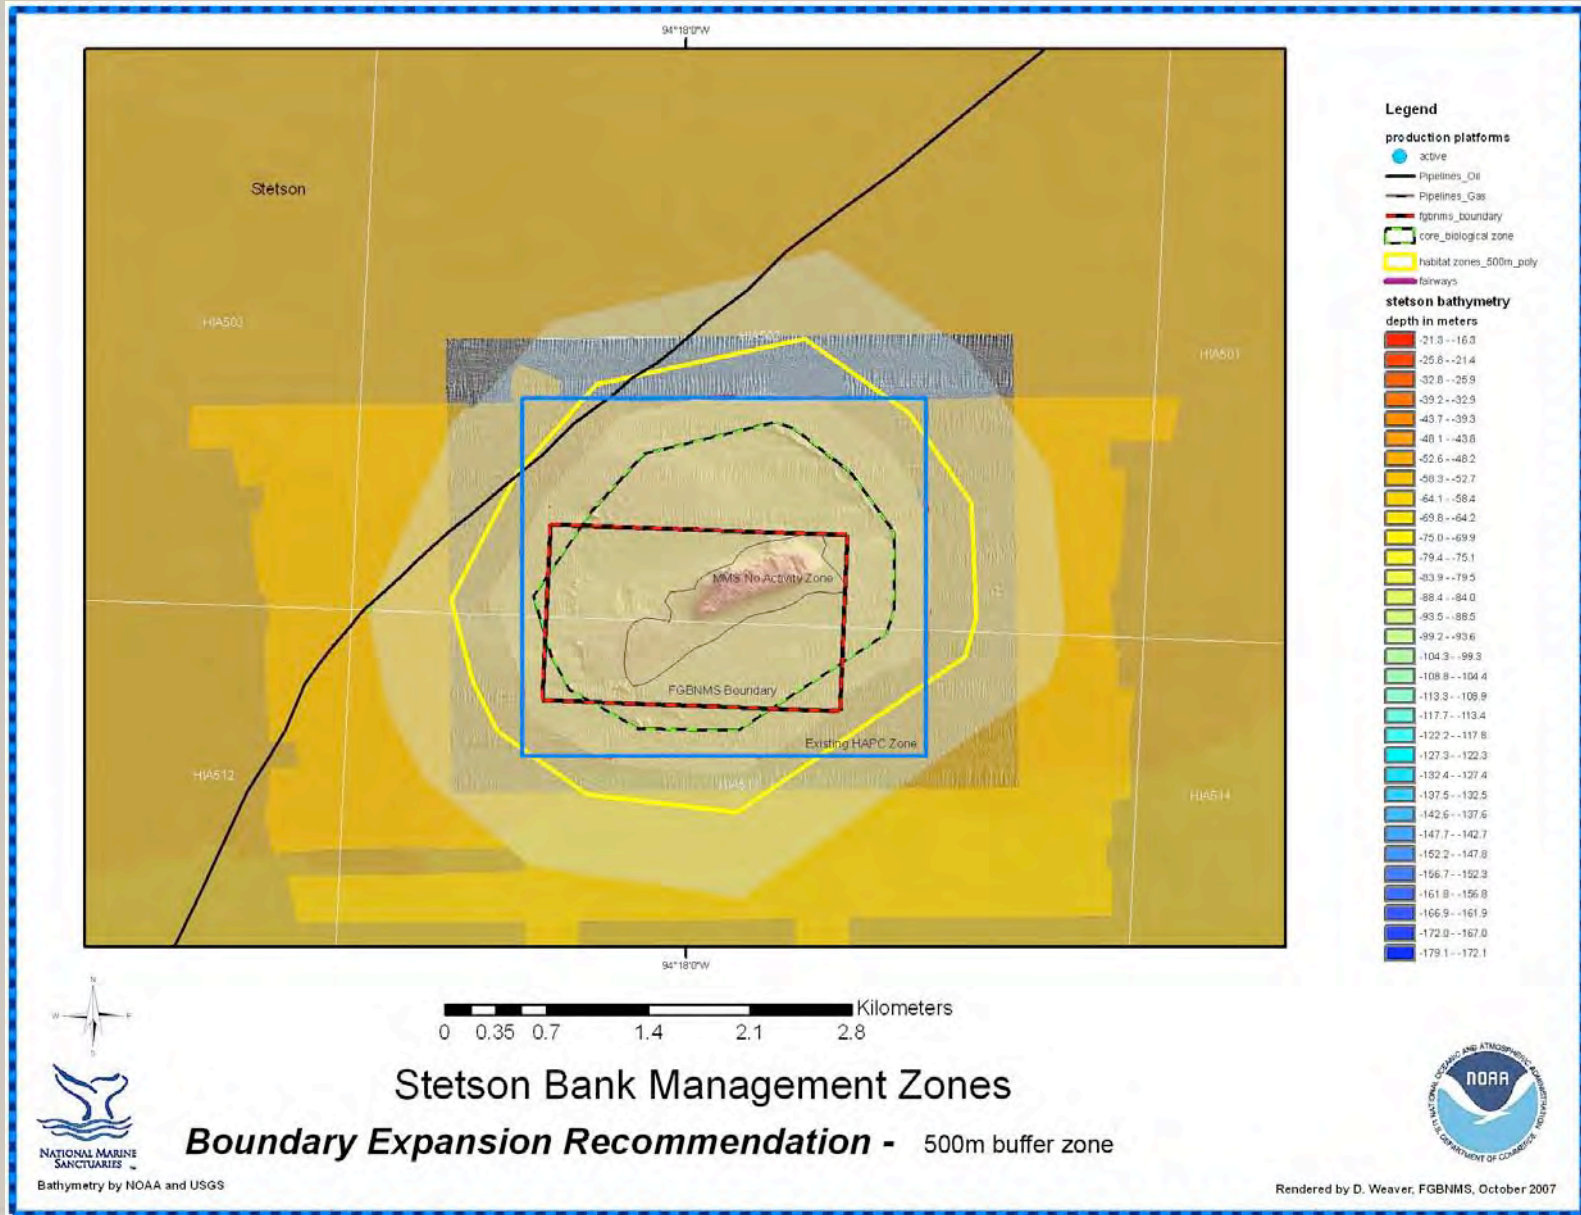 94°18'0"W
Stetson
HIA503
HIA502
HIA501
MMS No Activity Zone
FGBNMS Boundary
Existing HAPC Zone
HIA512
HIA514
94°18'0"W
Legend
production platforms
active
Pipelines_Oil
Pipelines_Gas
fgbnms_boundary
core_biological zone
habitat zones_500m_poly
fairways
stetson bathymetry
depth in meters
-21.3 - -16.3
-25.8 - -21.4
-32.8 - -25.9
-39.2 - -32.9
-43.7 - -39.3
-48.1 - -43.8
-52.6 - -48.2
-58.3 - -52.7
-64.1 - -58.4
-69.8 - -64.2
-75.0 - -69.9
-79.4 - -75.1
-83.9 - -79.5
-88.4 - -84.0
-93.5 - -88.5
-99.2 - -93.6
-104.3 - -99.3
-108.8 - -104.4
-113.3 - -108.9
-117.7 - -113.4
-122.2 - -117.8
-127.3 - -122.3
-132.4 - -127.4
-137.5 - -132.5
-142.6 - -137.6
-147.7 - -142.7
-152.2 - -147.8
-156.7 - -152.3
-161.8 - -156.8
-166.9 - -161.9
-172.0 - -167.0
-179.1 - -172.1
N
W
E
S
Kilometers
0 0.35 0.7 1.4 2.1 2.8
Stetson Bank Management Zones
Boundary Expansion Recommendation - 500m buffer zone
NATIONAL MARINE
SANCTUARIES
Bathymetry by NOAA and USGS
NATIONAL OCEANIC AND ATMOSPHERIC ADMINISTRATION
NOAA
U.S. DEPARTMENT OF COMMERCE
Rendered by D. Weaver, FGBNMS, October 2007